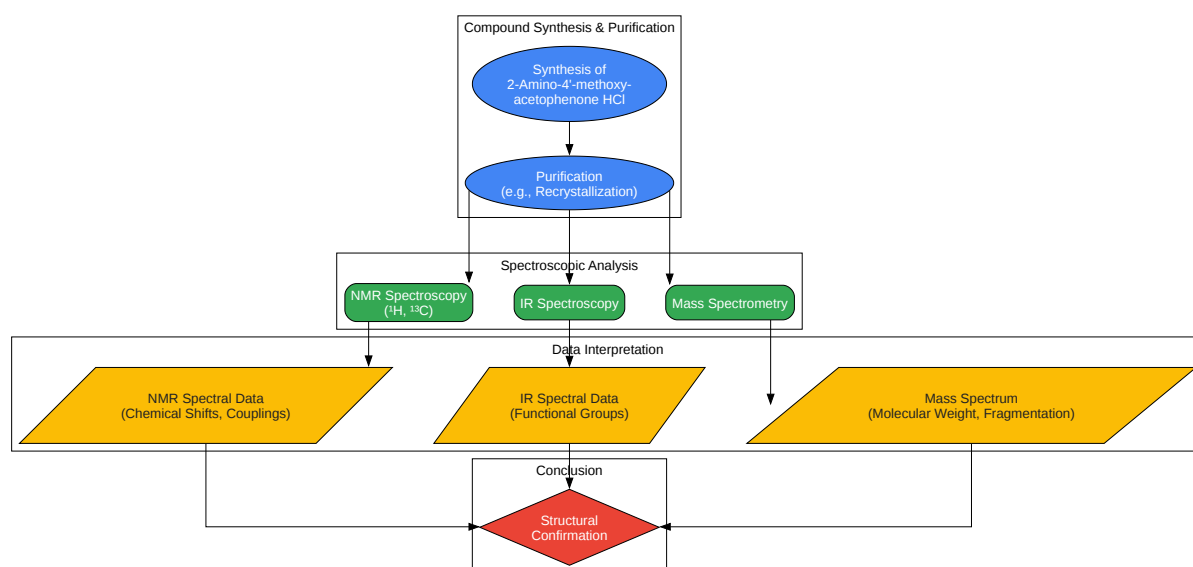 Compound Synthesis & Purification
Synthesis of
2-Amino-4'-methoxy-
acetophenone HCl
Purification
(e.g., Recrystallization)
Spectroscopic Analysis
NMR Spectroscopy
(¹H, ¹³C)
IR Spectroscopy
Mass Spectrometry
Data Interpretation
NMR Spectral Data
(Chemical Shifts, Couplings)
IR Spectral Data
(Functional Groups)
Mass Spectrum
(Molecular Weight, Fragmentation)
Conclusion
Structural
Confirmation